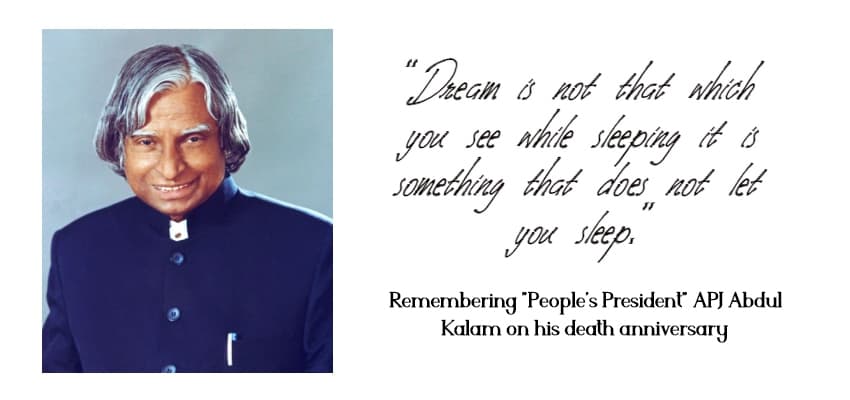 "Dream is not that which
you see while sleeping it is
something that does not let
you sleep."
Remembering "People's President" APJ Abdul
Kalam on his death anniversary